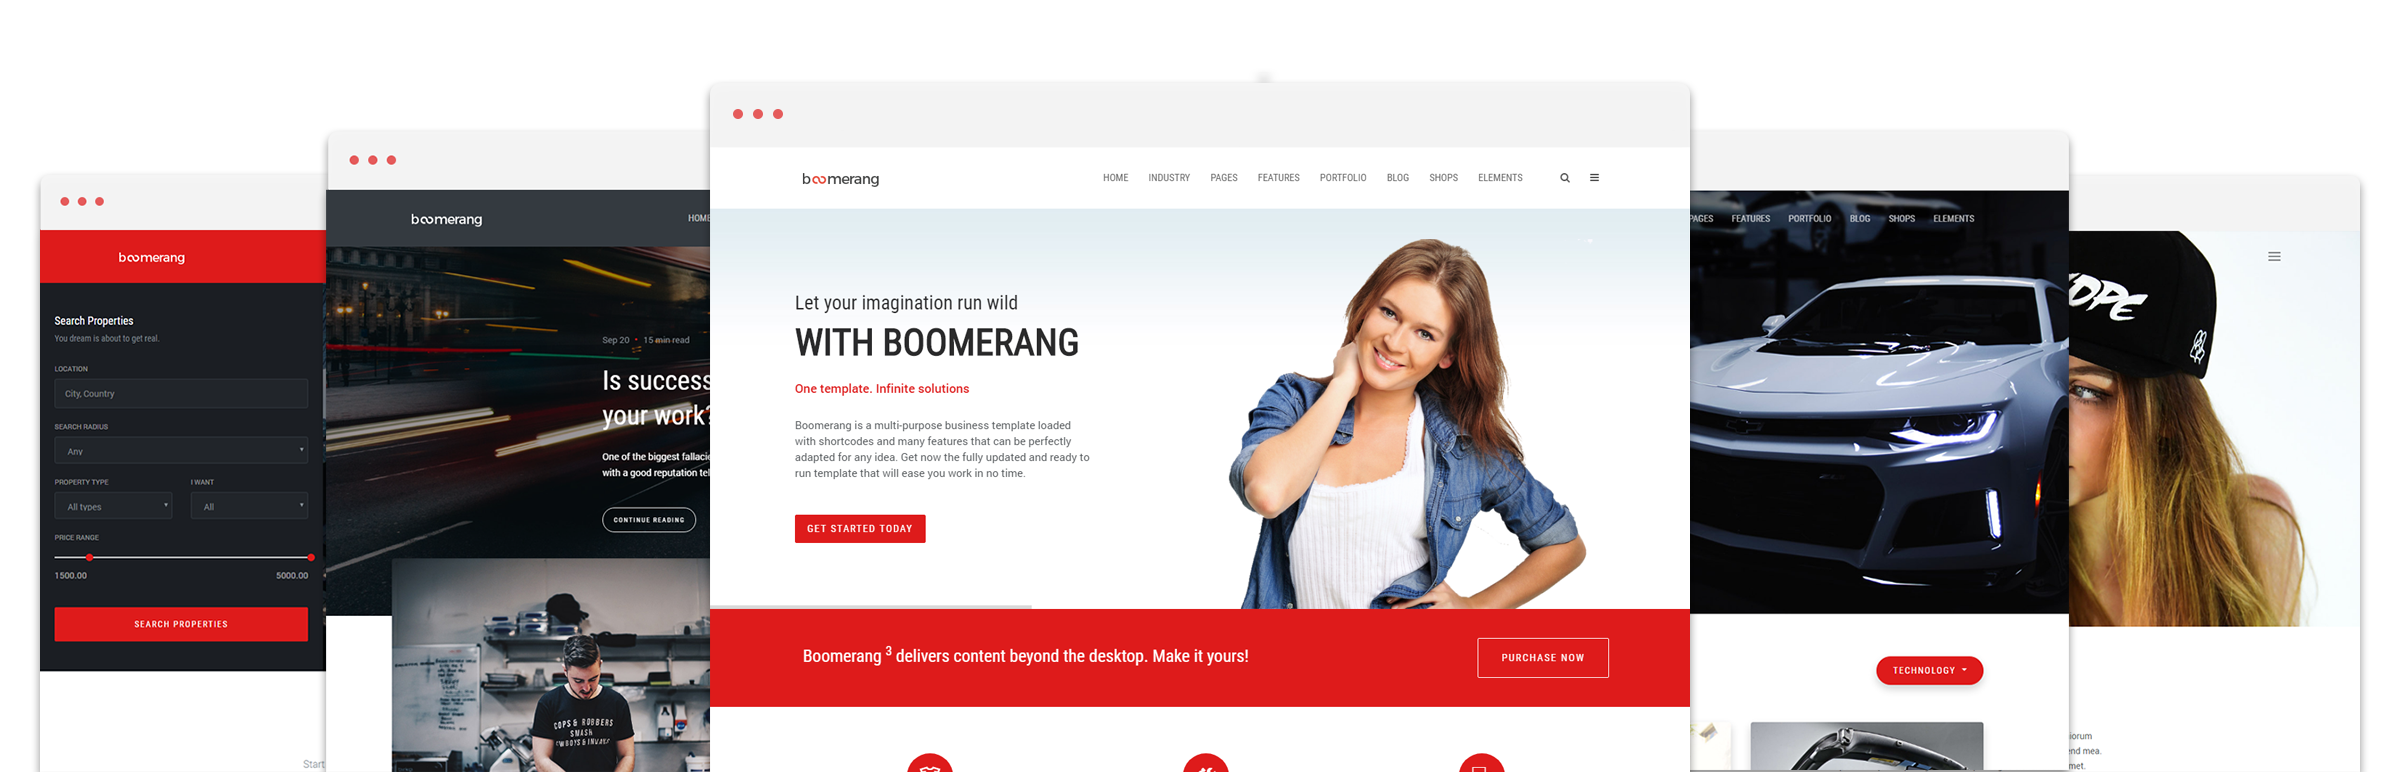 boomerang
Search Properties
You dream is about to get real.
LOCATION
City, Country
SEARCH RADIUS
Any
PROPERTY TYPE
I WANT
All types
All
PRICE RANGE
1500.00
5000.00
SEARCH PROPERTIES
Start
boomerang
HOME
Sep 20 • 15 min read
Is success
your work?
One of the biggest fallacie
with a good reputation tel
CONTINUE READING
COPS & ROBBERS
SMASH
boomerang
HOME INDUSTRY PAGES FEATURES PORTFOLIO BLOG SHOPS ELEMENTS
Let your imagination run wild
WITH BOOMERANG
One template. Infinite solutions
Boomerang is a multi-purpose business template loaded
with shortcodes and many features that can be perfectly
adapted for any idea. Get now the fully updated and ready to
run template that will ease you work in no time.
GET STARTED TODAY
Boomerang 3 delivers content beyond the desktop. Make it yours!
PURCHASE NOW
PAGES FEATURES PORTFOLIO BLOG SHOPS ELEMENTS
TECHNOLOGY
OPE
iorum
end mea.
met.